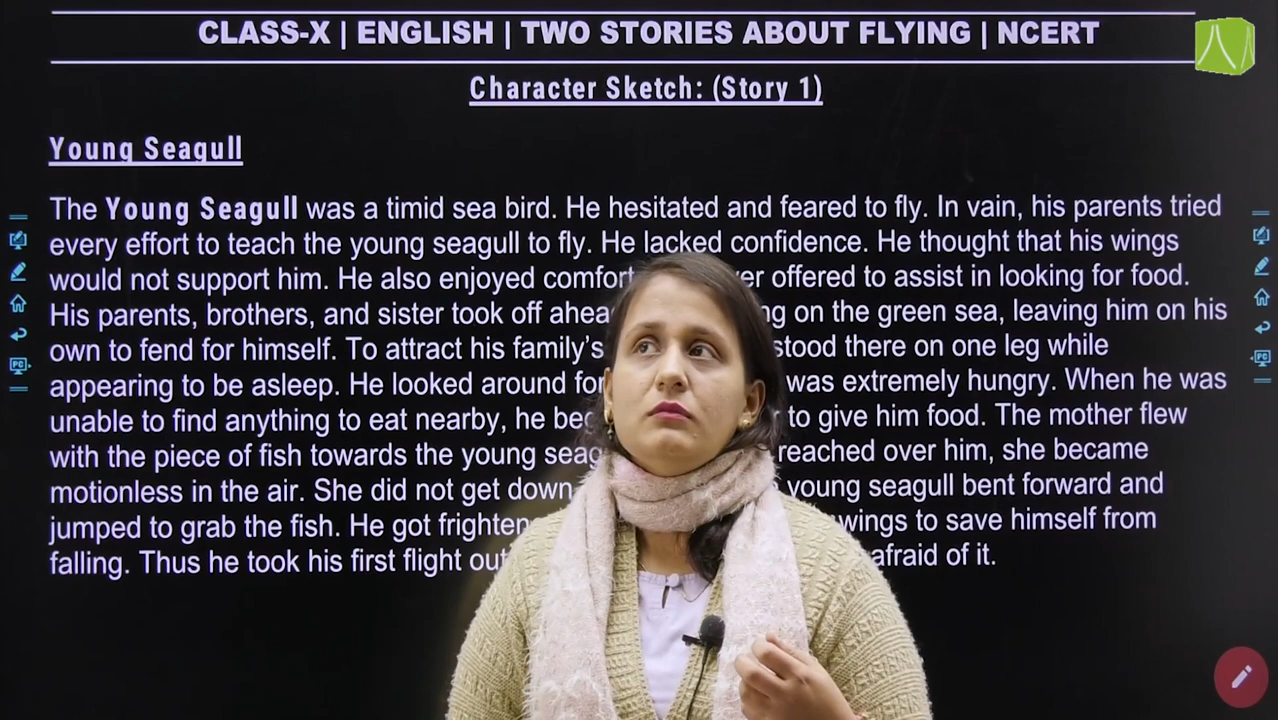 CLASS-X | ENGLISH | TWO STORIES ABOUT FLYING | NCERT
Character Sketch: (Story 1)
Young Seagull
The Young Seagull was a timid sea bird. He hesitated and feared to fly. In vain, his parents tried
every effort to teach the young seagull to fly. He lacked confidence. He thought that his wings
would not support him. He also enjoyed comfort offered to assist in looking for food.
His parents, brothers, and sister took off on the green sea, leaving him on his
own to fend for himself. To attract his family's stood there on one leg while
appearing to be asleep. He looked around was extremely hungry. When he was
unable to find anything to eat nearby, he to give him food. The mother flew
with the piece of fish towards the young reached over him, she became
motionless in the air. She did not get down young seagull bent forward and
jumped to grab the fish. He got wings to save himself from
falling. Thus he took his first flight afraid of it.
PC
PC